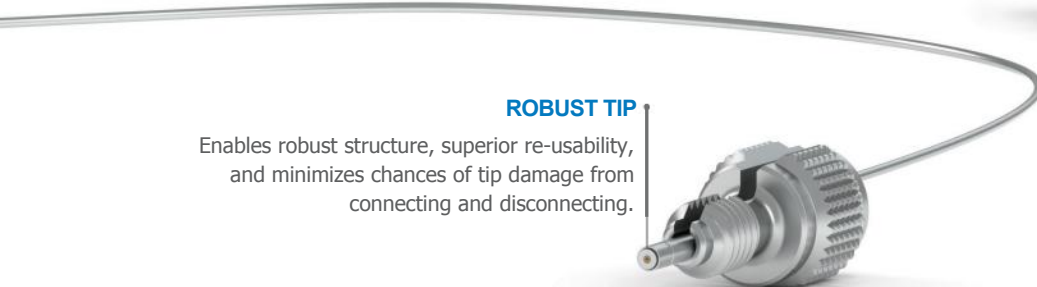 ROBUST TIP
Enables robust structure, superior re-usability,
and minimizes chances of tip damage from
connecting and disconnecting.